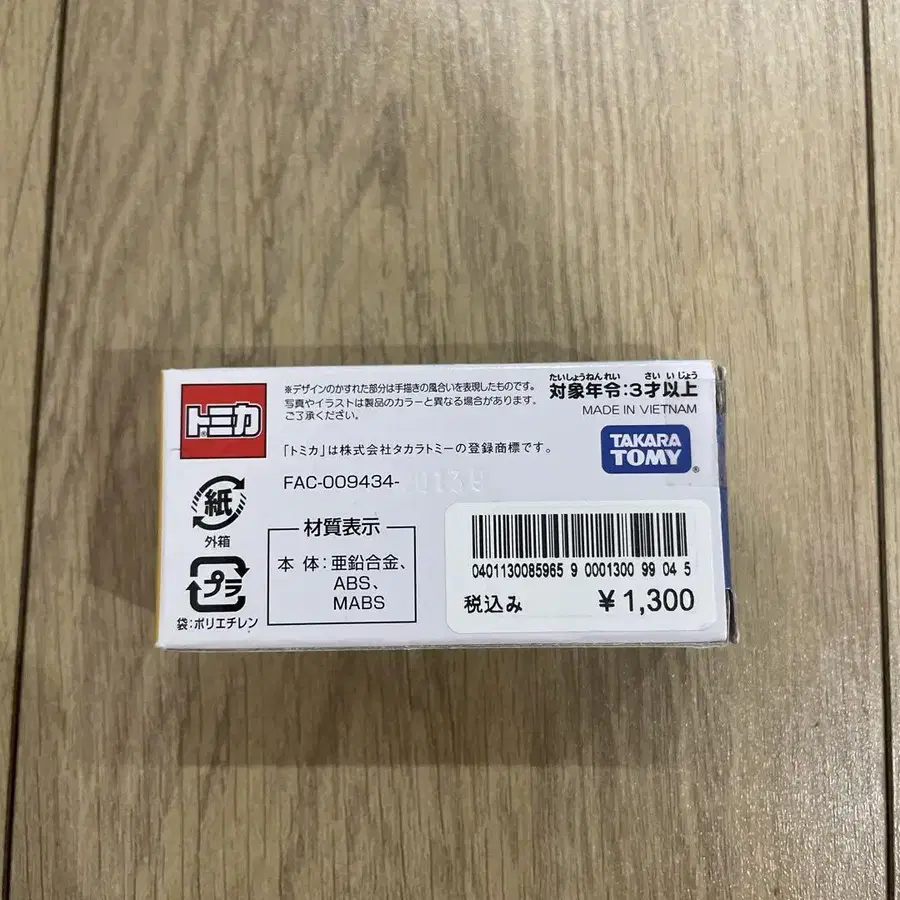 トミカ®
※デザインのかすれた部分は手描きの風合いを表現したものです。
写真やイラストは製品のカラーと異なる場合があります。
ご了承ください。
たいしょうねんれい さい いじょう
対象年令:3才以上
MADE IN VIETNAM
「トミカ」は株式会社タカラトミーの登録商標です。
TAKARA
TOMY®
FAC-009434- 0139
紙
外箱
プラ
袋:ポリエチレン
材質表示
本 体:亜鉛合金、
ABS、
MABS
0401130085965 9 0001300 99 04 5
税込み ¥1,300